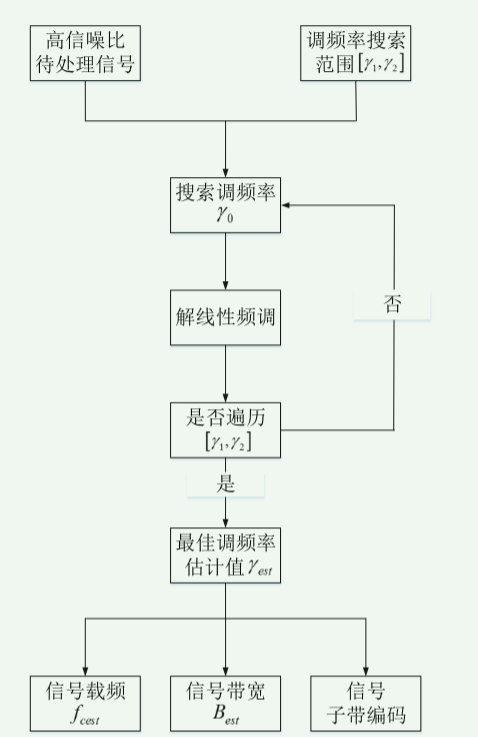 高信噪比
待处理信号
调频率搜索
范围[γ₁,γ₂]
搜索调频率
γ₀
解线性频调
否
是否遍历
[γ₁,γ₂]
是
最佳调频率
估计值γ_est
信号载频
f_cest
信号带宽
B_est
信号
子带编码